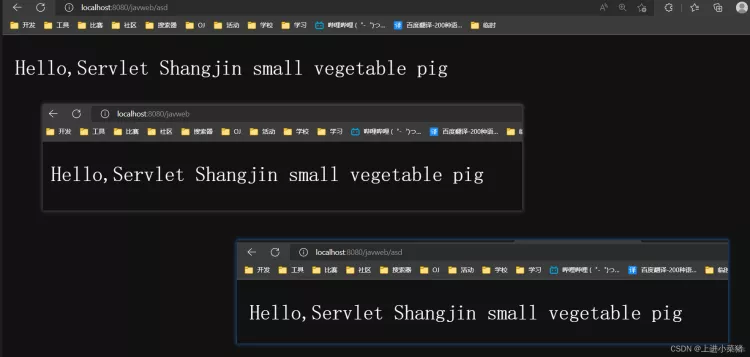 localhost:8080/javweb/asd
开发 工具 比赛 社区 搜索器 OJ 活动 学校 学习 哔哩哔哩 (゜-゜)つ... 百度翻译-200种语... 临时
Hello,Servlet Shangjin small vegetable pig
localhost:8080/javweb
开发 工具 比赛 社区 搜索器 OJ 活动 学校 学习 哔哩哔哩 (゜-゜)つ... 百度翻译-200种语...
Hello,Servlet Shangjin small vegetable pig
localhost:8080/javweb/asd
开发 工具 比赛 社区 搜索器 OJ 活动 学校 学习 哔哩哔哩 (゜-゜)つ... 百度翻译-200种语...
Hello,Servlet Shangjin small vegetable pig
CSDN @上进小菜猪